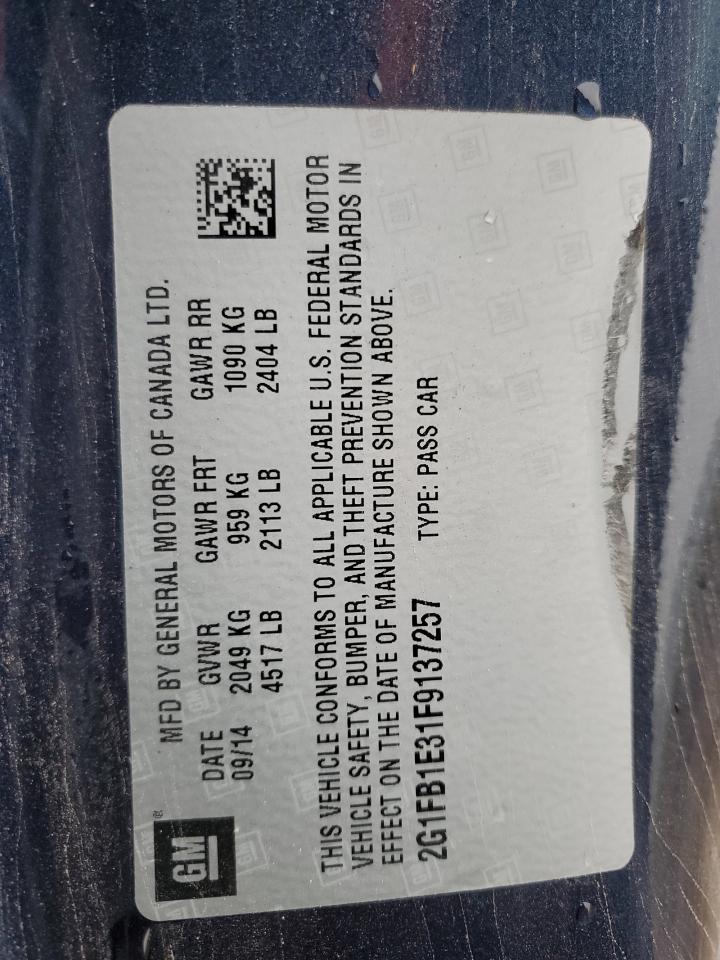 GM®
MFD BY GENERAL MOTORS OF CANADA LTD.
DATE GVWR GAWR FRT GAWR RR
09/14 2049 KG 959 KG 1090 KG
4517 LB 2113 LB 2404 LB
THIS VEHICLE CONFORMS TO ALL APPLICABLE U.S. FEDERAL MOTOR
VEHICLE SAFETY, BUMPER, AND THEFT PREVENTION STANDARDS IN
EFFECT ON THE DATE OF MANUFACTURE SHOWN ABOVE.
2G1FB1E31F9137257 TYPE: PASS CAR